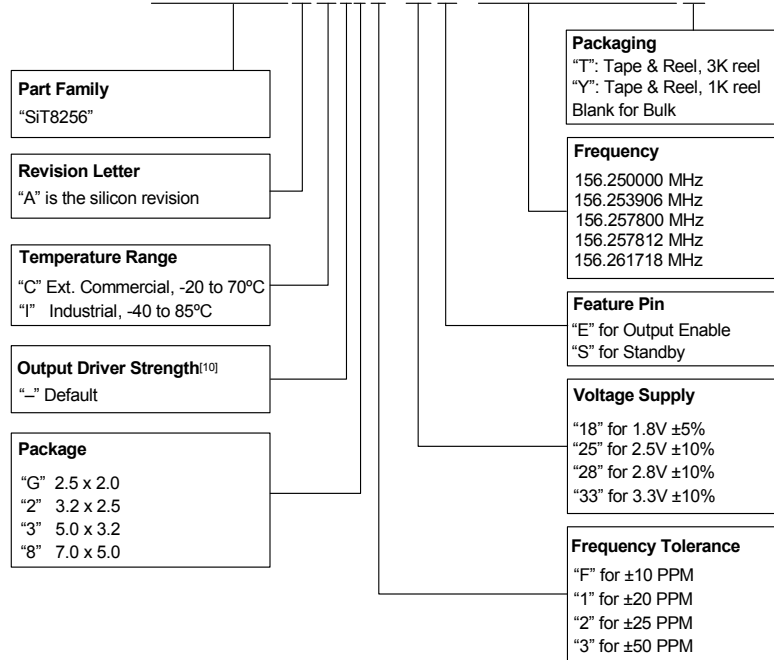 Part Family
“SiT8256”
Revision Letter
“A” is the silicon revision
Temperature Range
“C” Ext. Commercial, -20 to 70ºC
“I” Industrial, -40 to 85ºC
Output Driver Strength[10]
“–” Default
Package
“G” 2.5 x 2.0
“2” 3.2 x 2.5
“3” 5.0 x 3.2
“8” 7.0 x 5.0
Packaging
“T”: Tape & Reel, 3K reel
“Y”: Tape & Reel, 1K reel
Blank for Bulk
Frequency
156.250000 MHz
156.253906 MHz
156.257800 MHz
156.257812 MHz
156.261718 MHz
Feature Pin
“E” for Output Enable
“S” for Standby
Voltage Supply
“18” for 1.8V ±5%
“25” for 2.5V ±10%
“28” for 2.8V ±10%
“33” for 3.3V ±10%
Frequency Tolerance
“F” for ±10 PPM
“1” for ±20 PPM
“2” for ±25 PPM
“3” for ±50 PPM